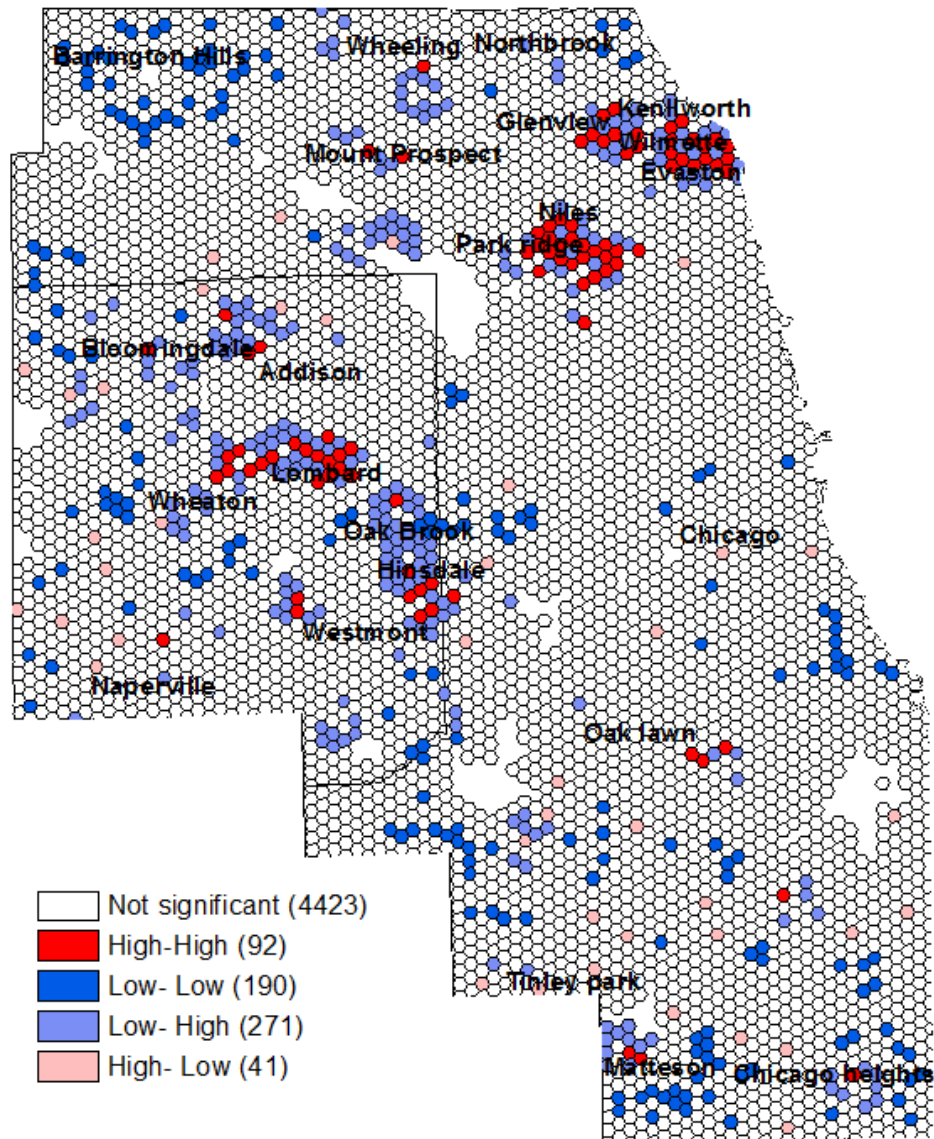 Wheeling
Northbrook
Barrington Hills
Kenllworth
Glenview
Wilmette
Mount Prospect
Evaston
Niles
Park ridge
Bloomingdale
Addison
Lombard
Wheaton
Oak Brook
Chicago
Hinsdale
Westmont
Naperville
Oak lawn
Not significant (4423)
High-High (92)
Low- Low (190)
Low- High (271)
High- Low (41)
Tinley park
Matteson
Chicago heights